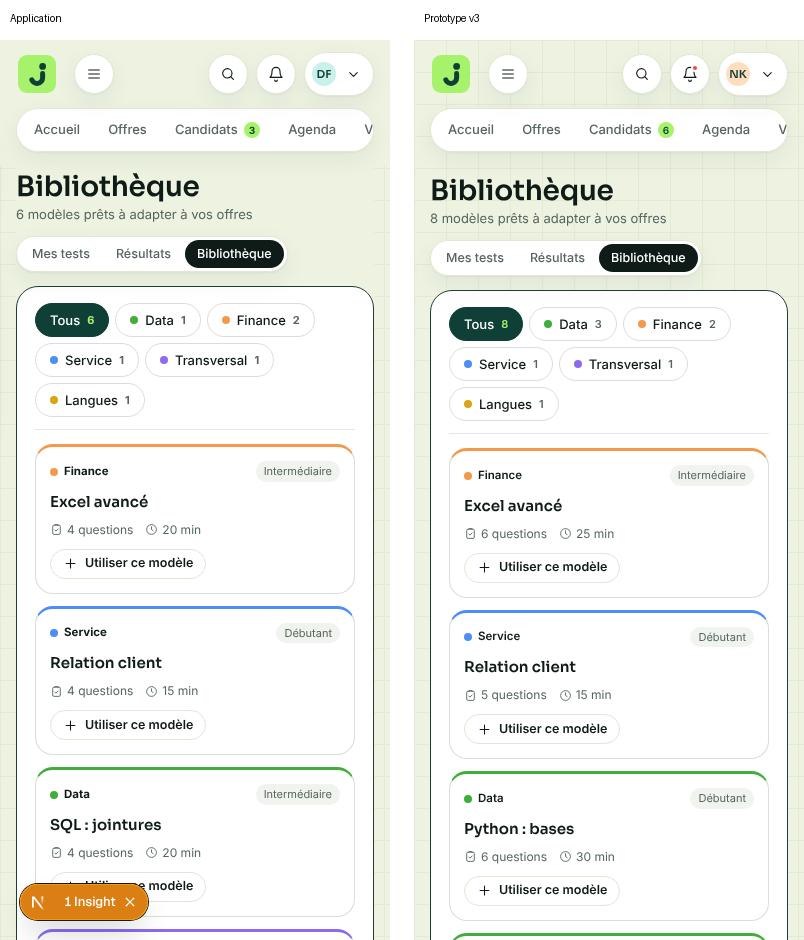 Application
DF
Accueil Offres Candidats 3 Agenda V
Bibliothèque
6 modèles prêts à adapter à vos offres
Mes tests Résultats Bibliothèque
Tous 6 Data 1 Finance 2
Service 1 Transversal 1
Langues 1
Finance Intermédiaire
Excel avancé
4 questions 20 min
Utiliser ce modèle
Service Débutant
Relation client
4 questions 15 min
Utiliser ce modèle
Data Intermédiaire
SQL : jointures
4 questions 20 min
Utiliser ce modèle
N 1 Insight
Prototype v3
NK
Accueil Offres Candidats 6 Agenda V
Bibliothèque
8 modèles prêts à adapter à vos offres
Mes tests Résultats Bibliothèque
Tous 8 Data 3 Finance 2
Service 1 Transversal 1
Langues 1
Finance Intermédiaire
Excel avancé
6 questions 25 min
Utiliser ce modèle
Service Débutant
Relation client
5 questions 15 min
Utiliser ce modèle
Data Débutant
Python : bases
6 questions 30 min
Utiliser ce modèle